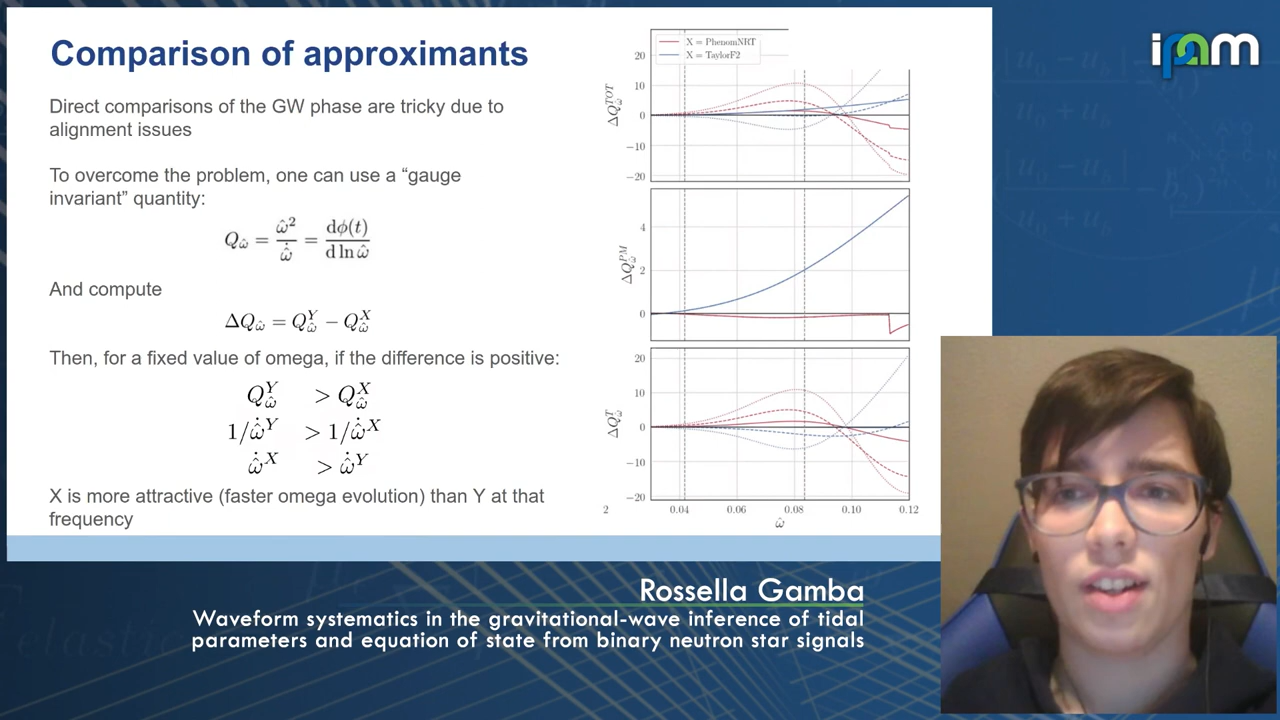 Comparison of approximants
Direct comparisons of the GW phase are tricky due to
alignment issues
To overcome the problem, one can use a “gauge
invariant” quantity:
Q_ω̂ = ω̂² / ω̂̇ = dϕ(t) / d ln ω̂
And compute
ΔQ_ω̂ = Q^Y_ω̂ − Q^X_ω̂
Then, for a fixed value of omega, if the difference is positive:
Q^Y_ω̂ > Q^X_ω̂
1/ω̂̇^Y > 1/ω̂̇^X
ω̂̇^X > ω̂̇^Y
X is more attractive (faster omega evolution) than Y at that
frequency
X = PhenomNRT
X = TaylorF2
ΔQ^TOT_ω̂
20
10
0
−10
−20
ΔQ^PM_ω̂
4
2
0
ΔQ^T_ω̂
20
10
0
−10
−20
2 0.04 0.06 0.08 0.10 0.12
ω̂
ipam
Rossella Gamba
Waveform systematics in the gravitational-wave inference of tidal
parameters and equation of state from binary neutron star signals